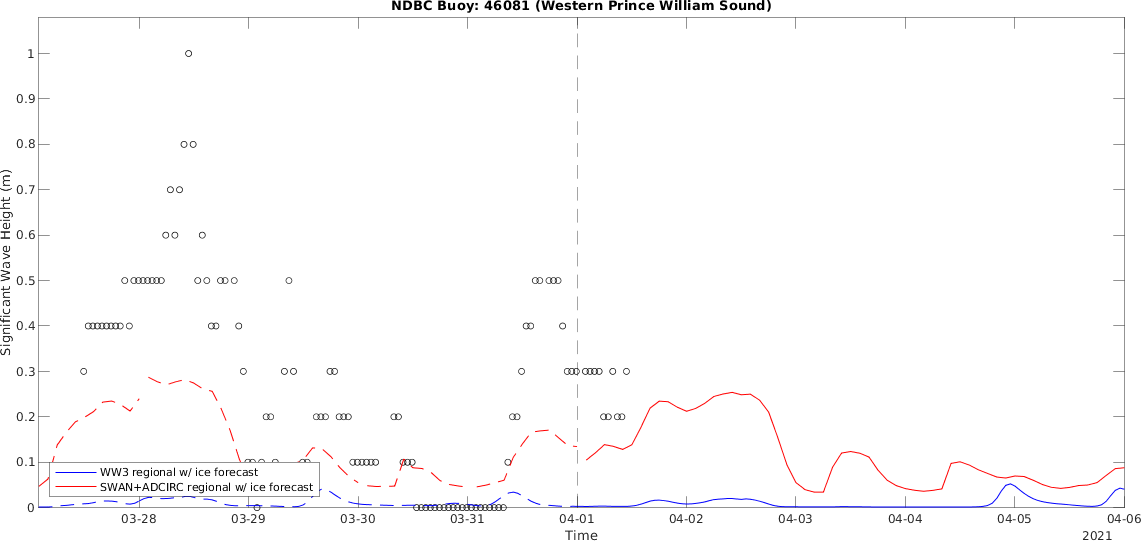 NDBC Buoy: 46081 (Western Prince William Sound)
Significant Wave Height (m)
1
0.9
0.8
0.7
0.6
0.5
0.4
0.3
0.2
0.1
0
WW3 regional w/ ice forecast
SWAN+ADCIRC regional w/ ice forecast
03-28 03-29 03-30 03-31 04-01 04-02 04-03 04-04 04-05 04-06
Time
2021